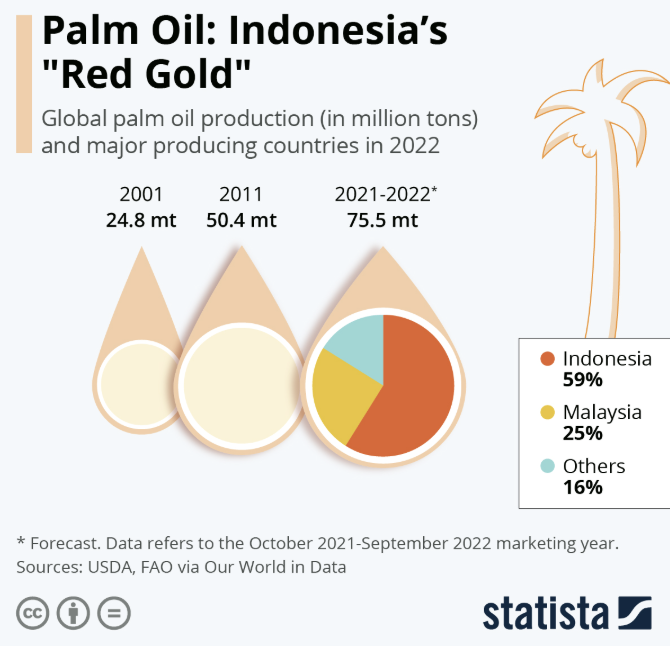 Palm Oil: Indonesia’s
"Red Gold"
Global palm oil production (in million tons)
and major producing countries in 2022
2001
24.8 mt
2011
50.4 mt
2021-2022*
75.5 mt
Indonesia
59%
Malaysia
25%
Others
16%
* Forecast. Data refers to the October 2021-September 2022 marketing year.
Sources: USDA, FAO via Our World in Data
cc
statista